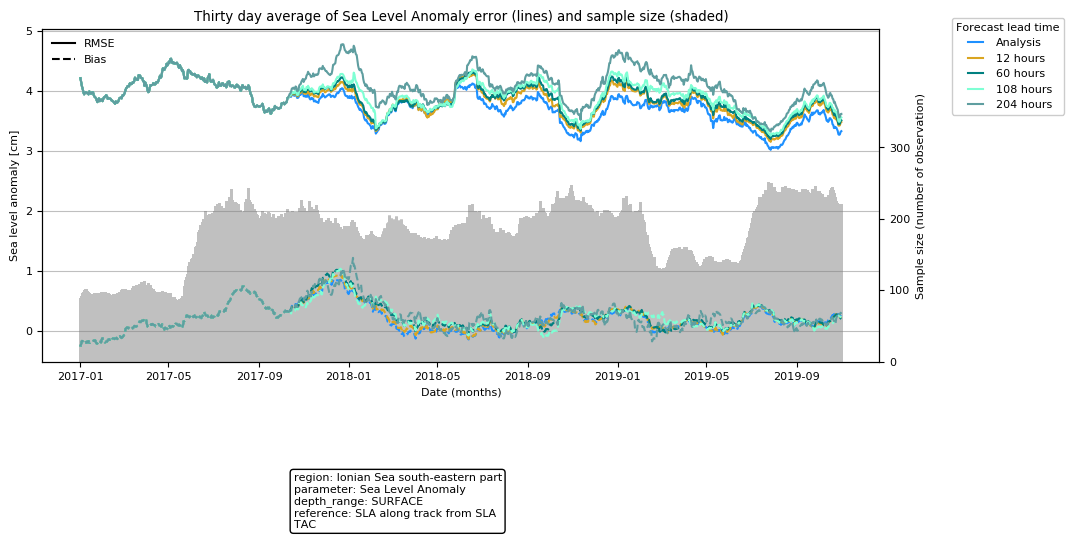 Thirty day average of Sea Level Anomaly error (lines) and sample size (shaded)
RMSE
Bias
Forecast lead time
Analysis
12 hours
60 hours
108 hours
204 hours
Sea level anomaly [cm]
5
4
3
2
1
0
Sample size (number of observation)
300
200
100
0
2017-01 2017-05 2017-09 2018-01 2018-05 2018-09 2019-01 2019-05 2019-09
Date (months)
region: Ionian Sea south-eastern part
parameter: Sea Level Anomaly
depth_range: SURFACE
reference: SLA along track from SLA
TAC